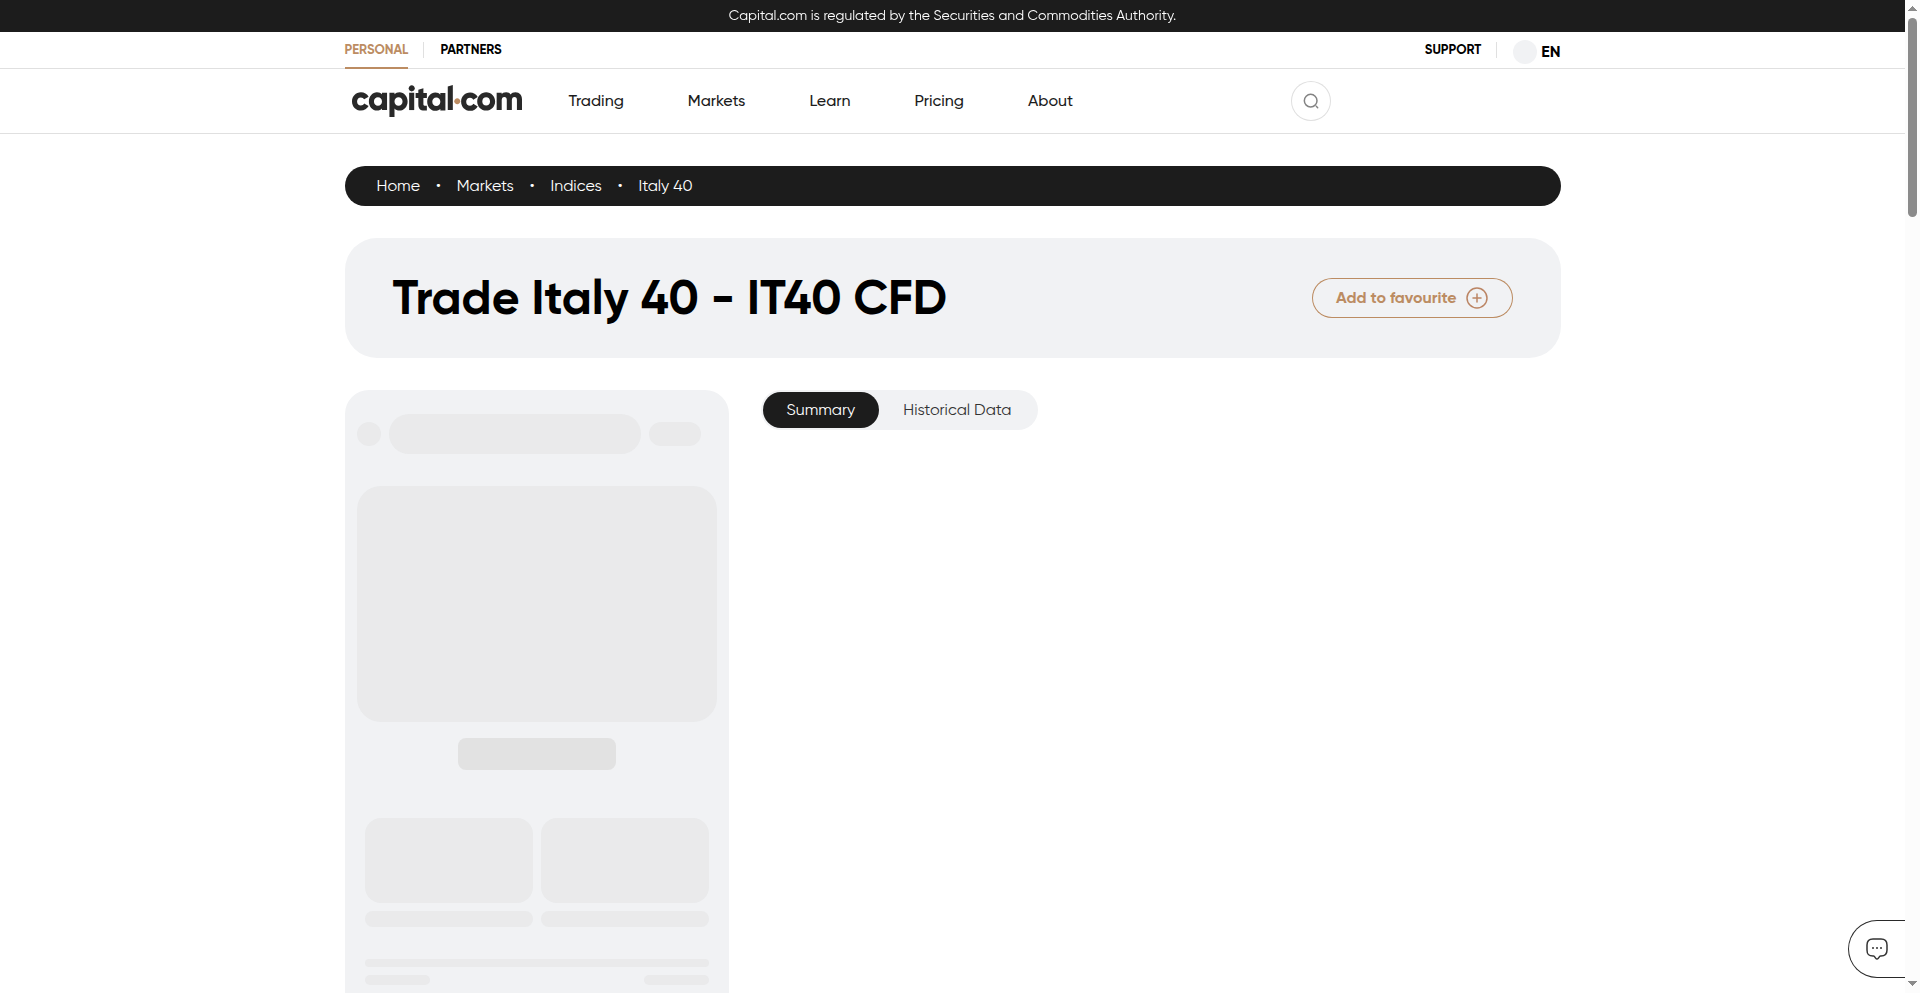 Capital.com is regulated by the Securities and Commodities Authority.
PERSONAL
PARTNERS
SUPPORT
EN
capital.com
Trading
Markets
Learn
Pricing
About
Home • Markets • Indices • Italy 40
Trade Italy 40 - IT40 CFD
Add to favourite
Summary
Historical Data